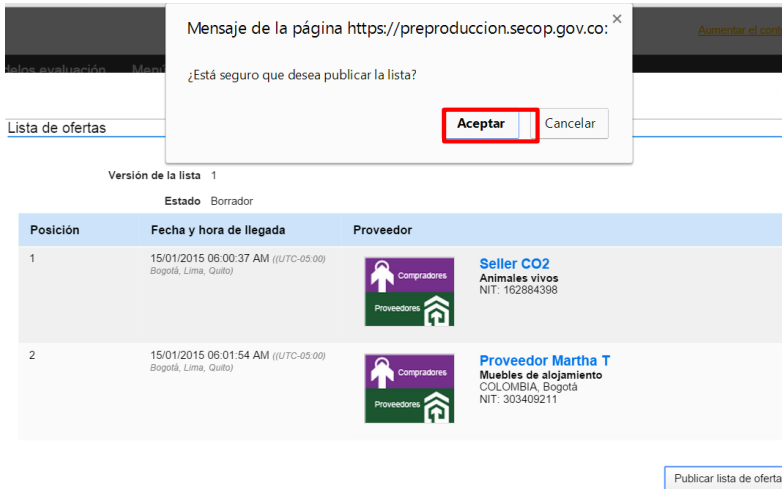 Mensaje de la página https://preproduccion.secop.gov.co:
×
Aumentar el cont
delos evaluación Menú
¿Está seguro que desea publicar la lista?
Aceptar Cancelar
Lista de ofertas
Versión de la lista 1
Estado Borrador
Posición Fecha y hora de llegada Proveedor
1 15/01/2015 06:00:37 AM ((UTC-05:00)
Bogotá, Lima, Quito)
Compradores
Proveedores
Seller CO2
Animales vivos
NIT: 162884398
2 15/01/2015 06:01:54 AM ((UTC-05:00)
Bogotá, Lima, Quito)
Compradores
Proveedores
Proveedor Martha T
Muebles de alojamiento
COLOMBIA, Bogotá
NIT: 303409211
Publicar lista de oferta